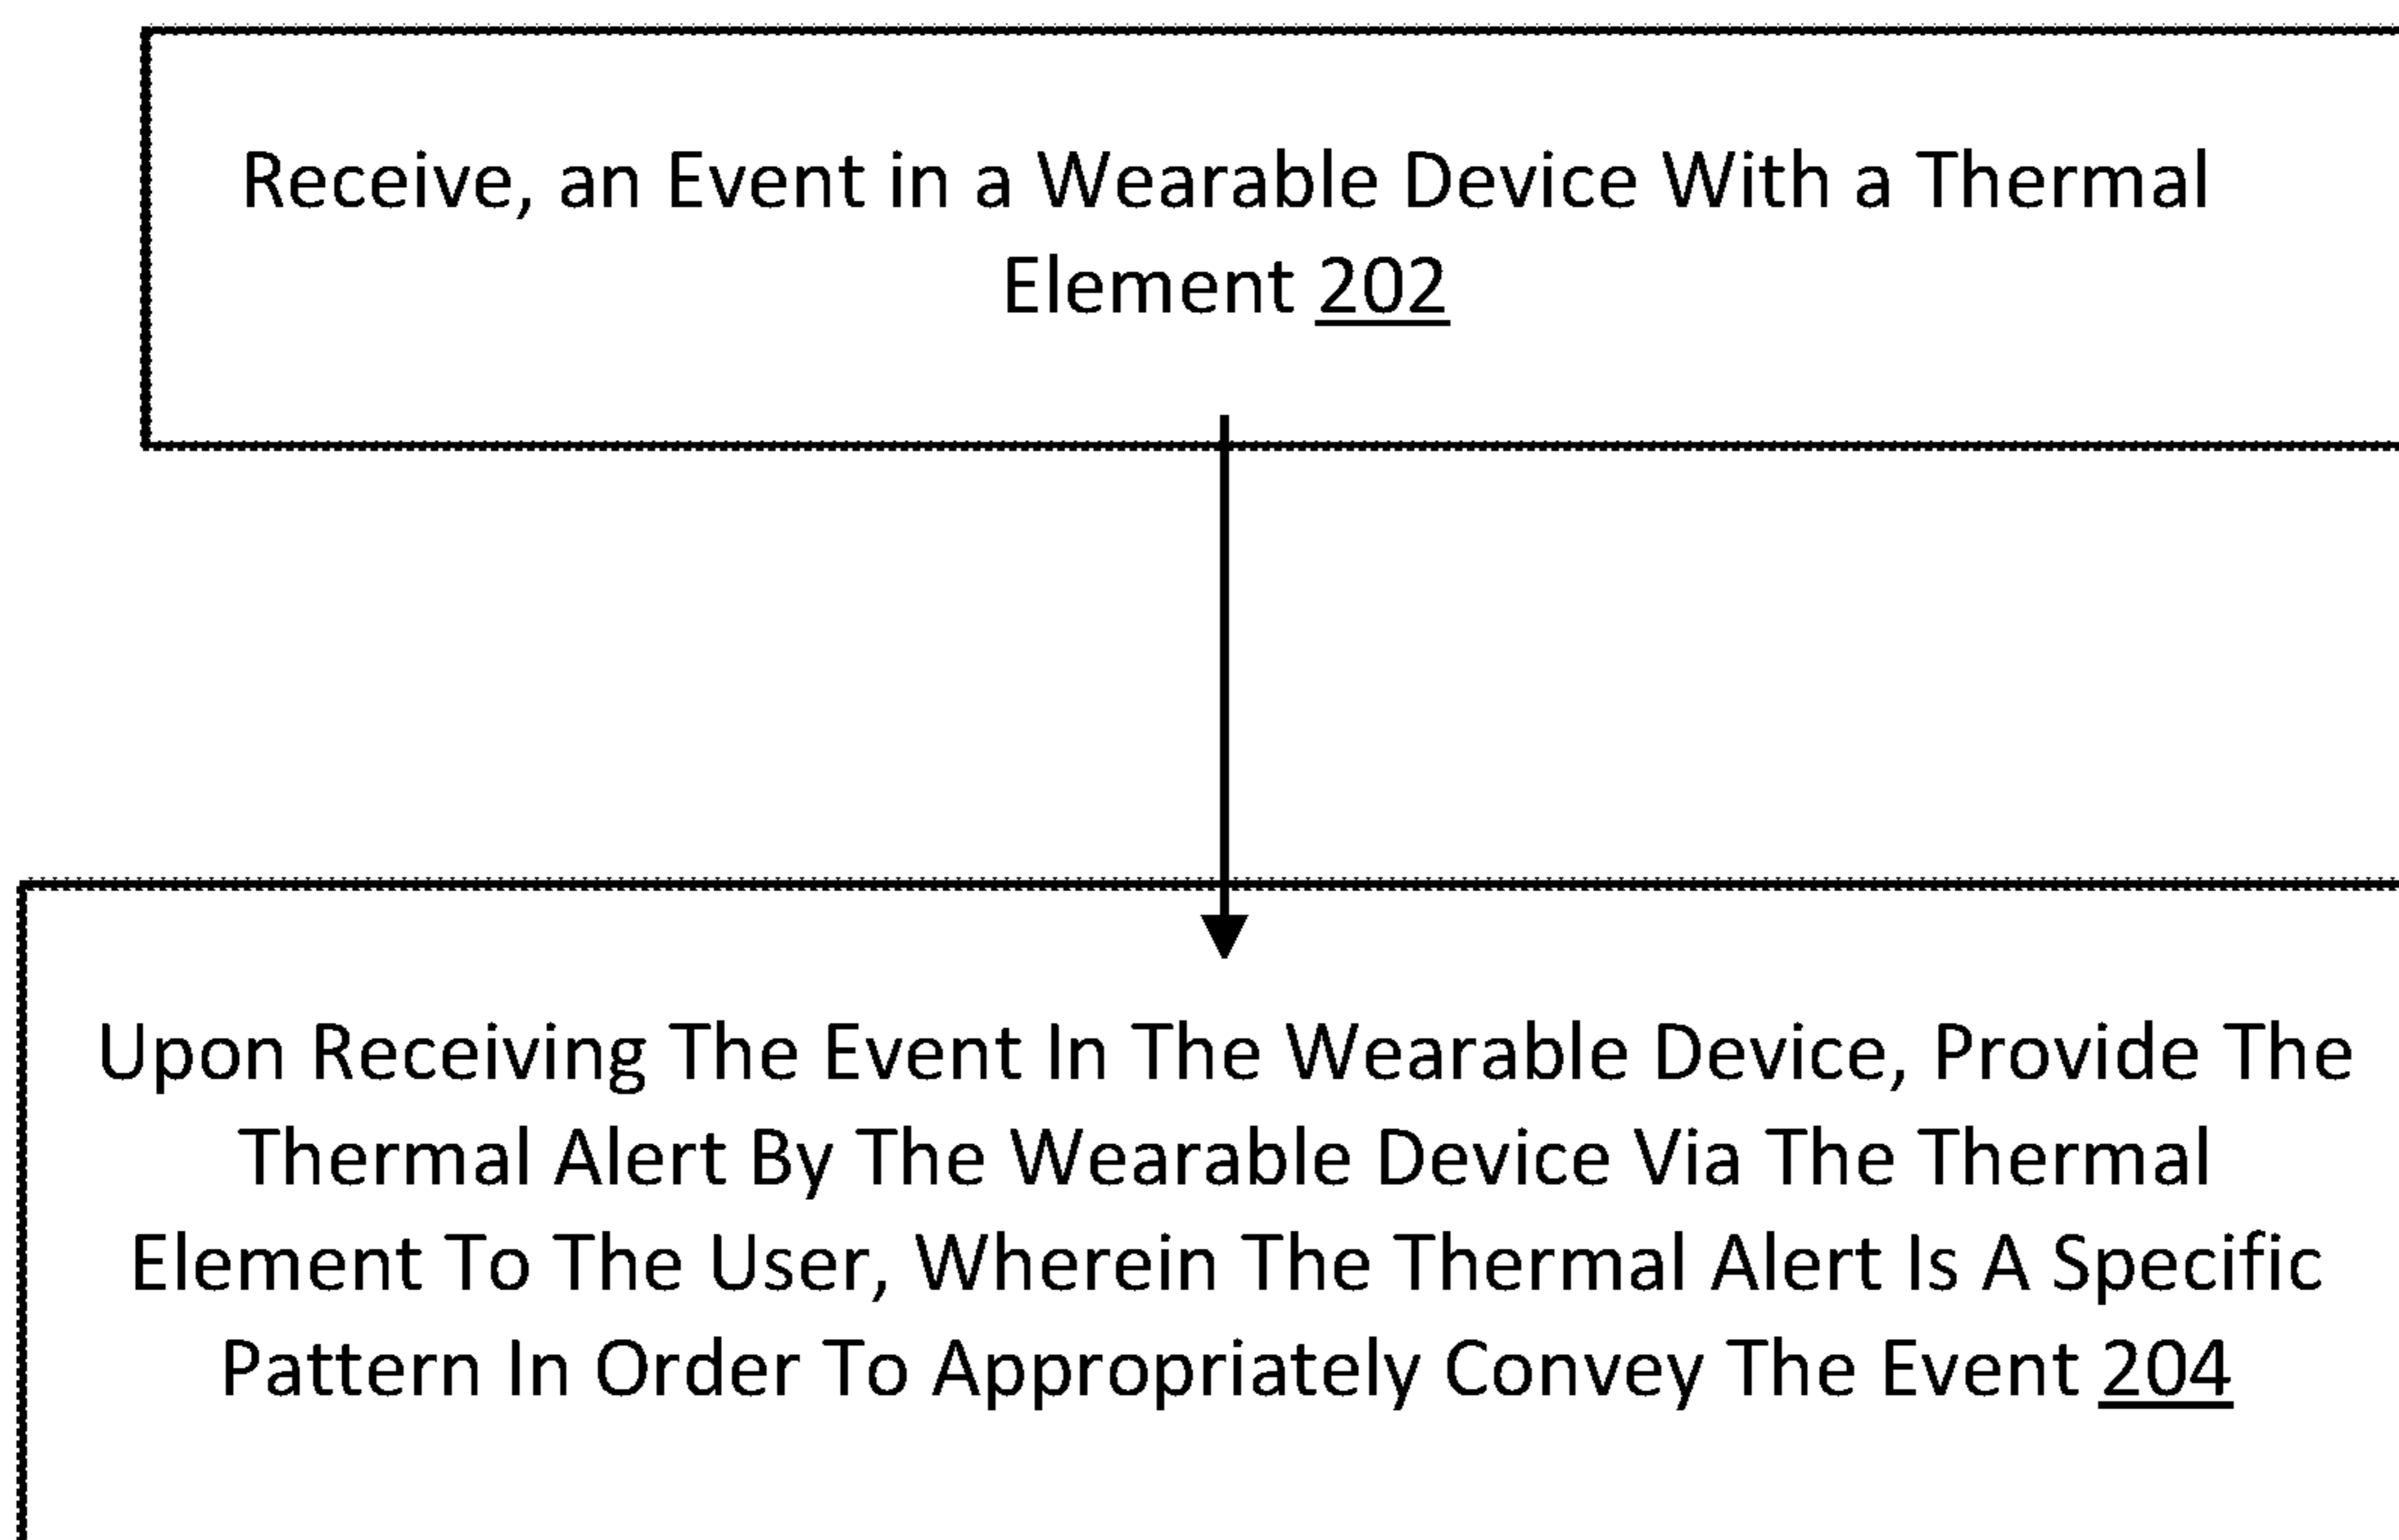 Receive, an Event in a Wearable Device With a Thermal
Element 202
Upon Receiving The Event In The Wearable Device, Provide The
Thermal Alert By The Wearable Device Via The Thermal
Element To The User, Wherein The Thermal Alert Is A Specific
Pattern In Order To Appropriately Convey The Event 204